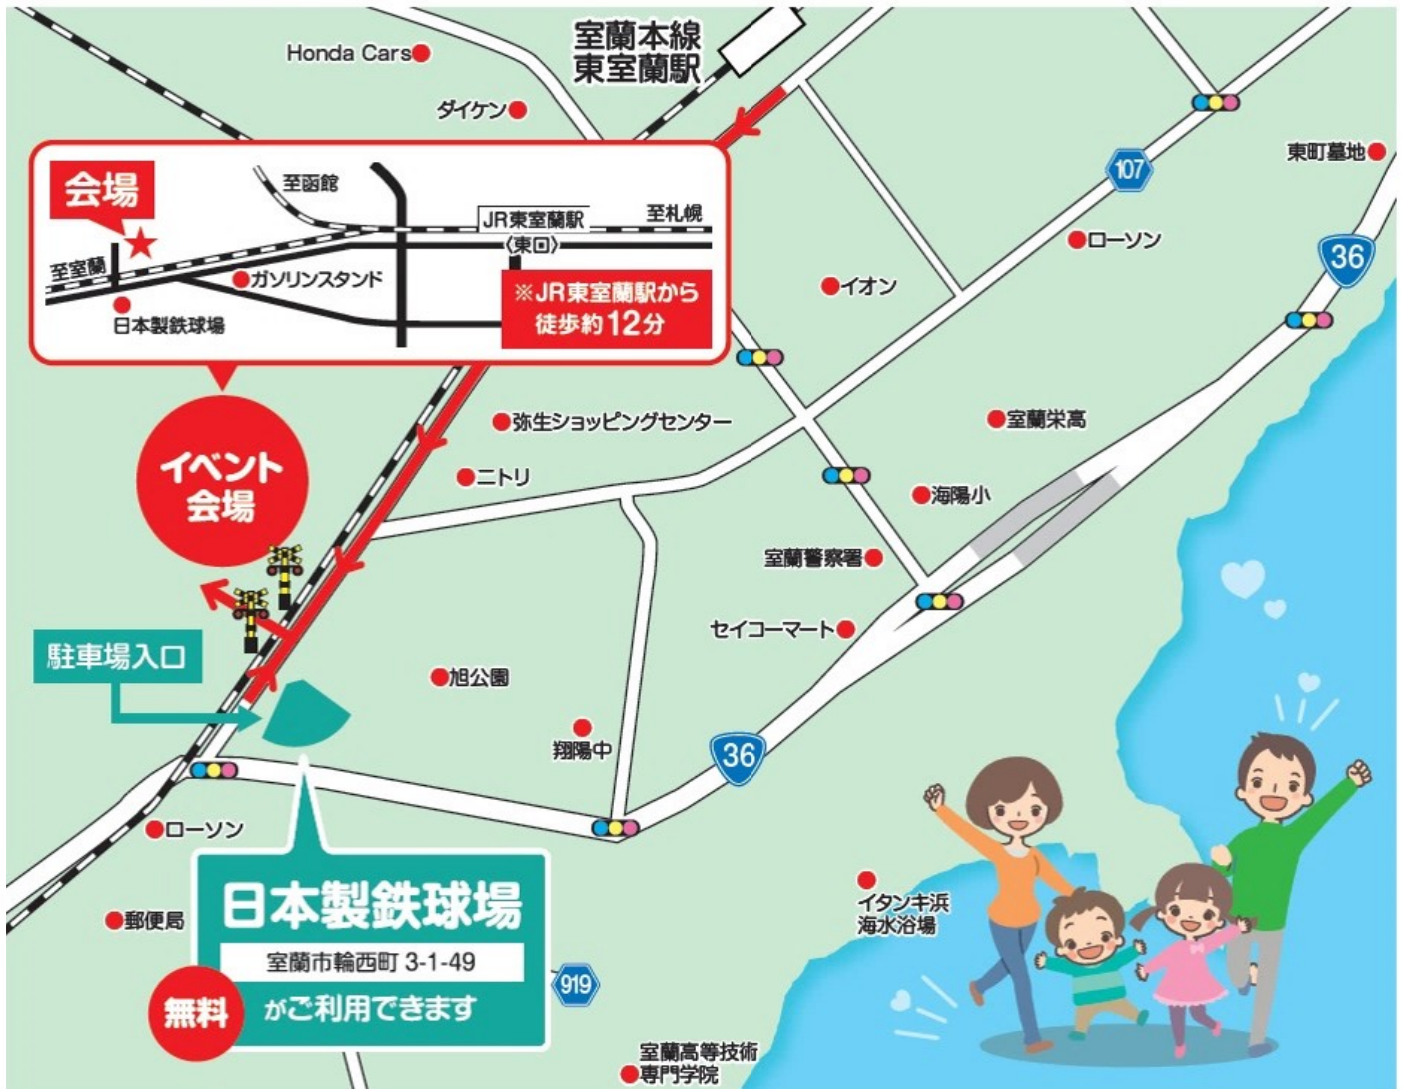 室蘭本線
東室蘭駅
Honda Cars
ダイケン
東町墓地
107
ローソン
36
イオン
会場
至函館
JR東室蘭駅
至札幌
〈東口〉
至室蘭
ガソリンスタンド
日本製鉄球場
※JR東室蘭駅から
徒歩約12分
弥生ショッピングセンター
室蘭栄高
イベント
会場
ニトリ
海陽小
室蘭警察署
セイコーマート
駐車場入口
旭公園
翔陽中
36
ローソン
日本製鉄球場
室蘭市輪西町 3-1-49
無料
がご利用できます
郵便局
イタンキ浜
海水浴場
919
室蘭高等技術
専門学院